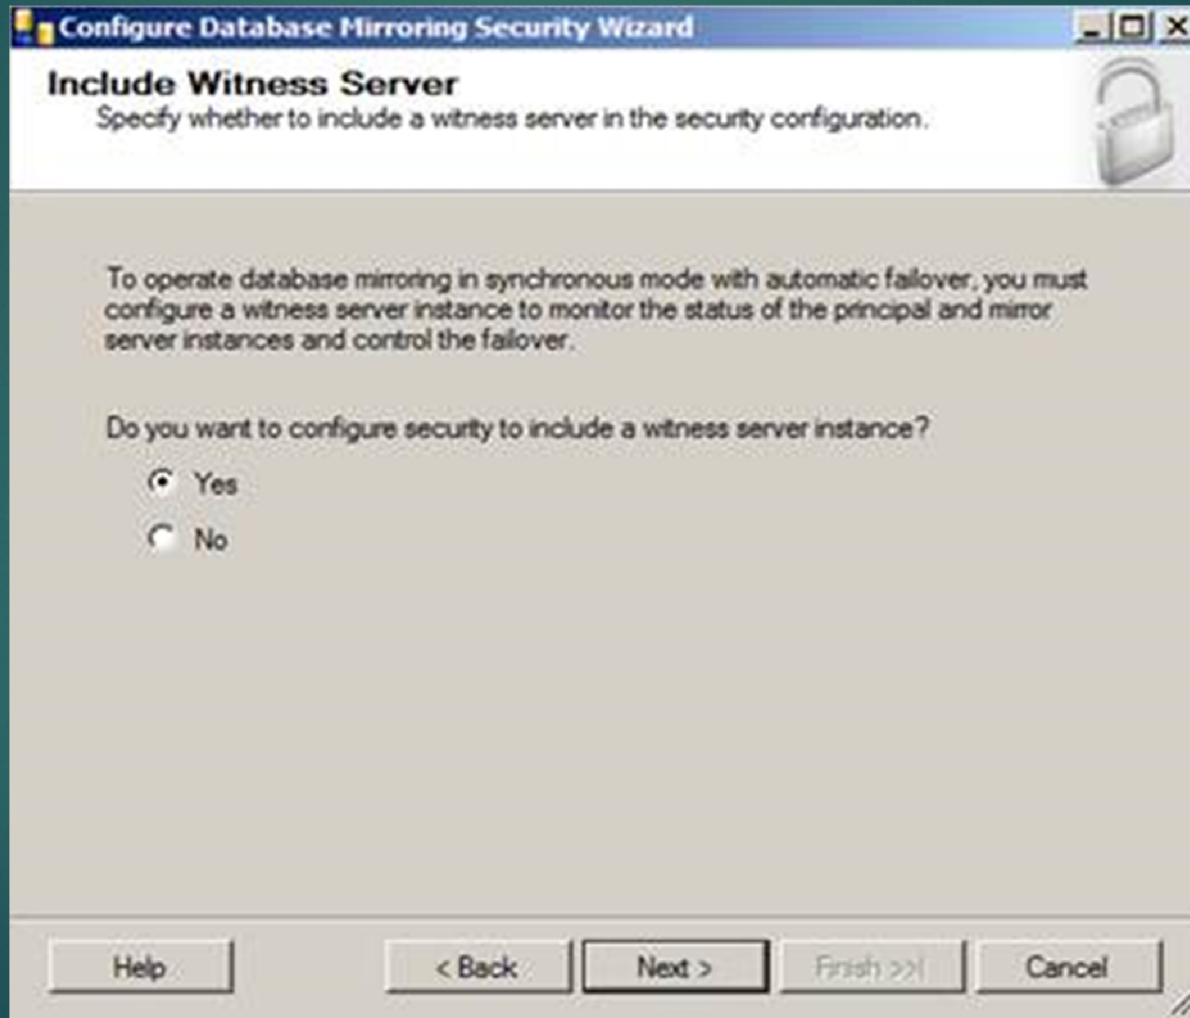 Configure Database Mirroring Security Wizard
Include Witness Server
Specify whether to include a witness server in the security configuration.
To operate database mirroring in synchronous mode with automatic failover, you must
configure a witness server instance to monitor the status of the principal and mirror
server instances and control the failover.
Do you want to configure security to include a witness server instance?
Yes
No
Help
< Back
Next >
Finish >>|
Cancel